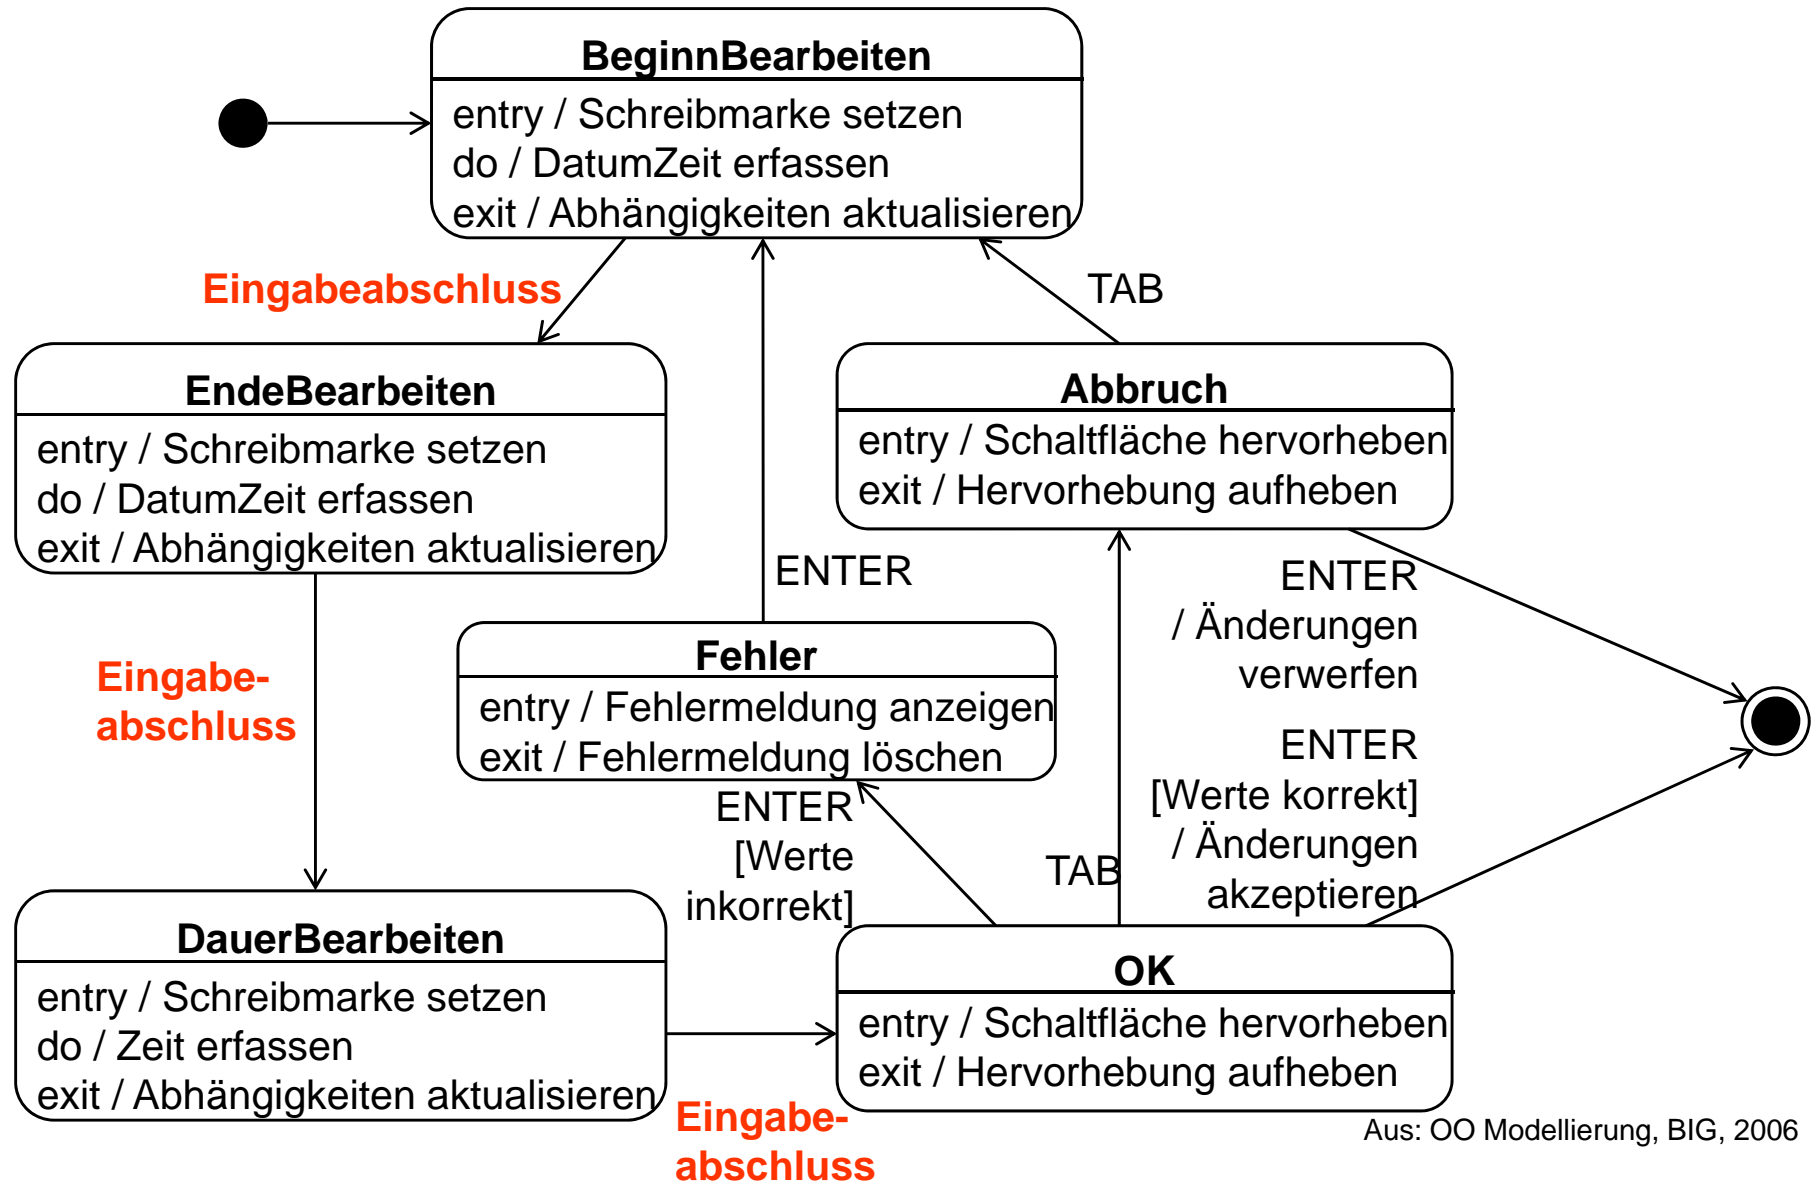 BeginnBearbeiten
entry / Schreibmarke setzen
do / DatumZeit erfassen
exit / Abhängigkeiten aktualisieren
Eingabeabschluss
TAB
EndeBearbeiten
entry / Schreibmarke setzen
do / DatumZeit erfassen
exit / Abhängigkeiten aktualisieren
Abbruch
entry / Schaltfläche hervorheben
exit / Hervorhebung aufheben
ENTER
ENTER
/ Änderungen
verwerfen
Eingabe-
abschluss
Fehler
entry / Fehlermeldung anzeigen
exit / Fehlermeldung löschen
ENTER
[Werte
inkorrekt]
TAB
ENTER
[Werte korrekt]
/ Änderungen
akzeptieren
DauerBearbeiten
entry / Schreibmarke setzen
do / Zeit erfassen
exit / Abhängigkeiten aktualisieren
OK
entry / Schaltfläche hervorheben
exit / Hervorhebung aufheben
Eingabe-
abschluss
Aus: OO Modellierung, BIG, 2006